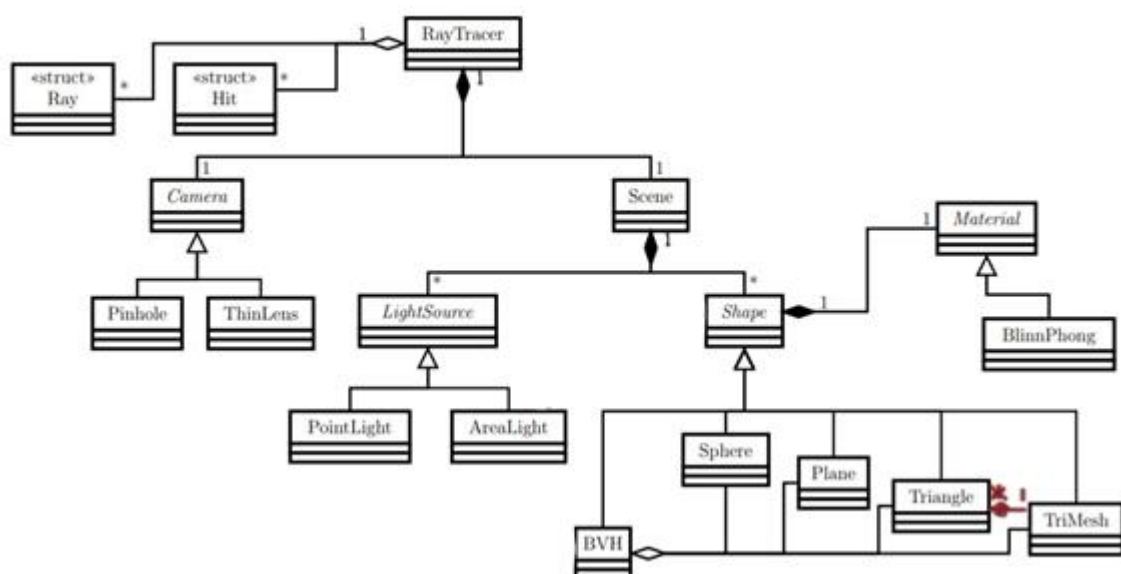 RayTracer
1
1
«struct»
Ray
*
«struct»
Hit
*
1
1
Camera
Scene
1
Material
1
Pinhole
ThinLens
*
*
LightSource
Shape
1
BlinnPhong
PointLight
AreaLight
Sphere
Plane
Triangle
* 1
TriMesh
BVH